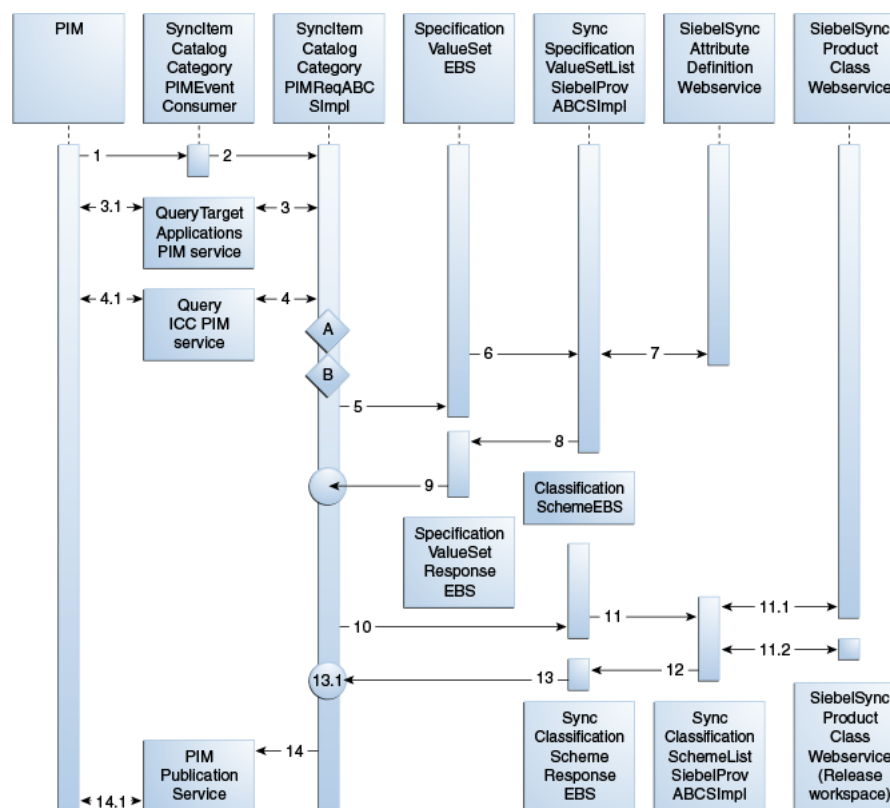 PIM
SyncItem
Catalog
Category
PIMEvent
Consumer
SyncItem
Catalog
Category
PIMReqABC
SImpl
Specification
ValueSet
EBS
Sync
Specification
ValueSetList
SiebelProv
ABCSImpl
SiebelSync
Attribute
Definition
Webservice
SiebelSync
Product
Class
Webservice
1
2
3.1
QueryTarget
Applications
PIM service
3
4.1
Query
ICC PIM
service
4
A
B
6
7
5
8
9
Classification
SchemeEBS
Specification
ValueSet
Response
EBS
10
11
11.1
11.2
12
13
13.1
Sync
Classification
Scheme
Response
EBS
Sync
Classification
SchemeList
SiebelProv
ABCSImpl
SiebelSync
Product
Class
Webservice
(Release
workspace)
14
PIM
Publication
Service
14.1